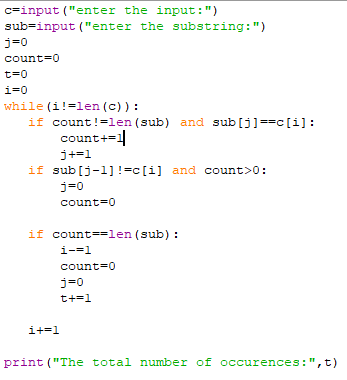 c=input("enter the input:")
sub=input("enter the substring:")
j=0
count=0
t=0
i=0
while(i!=len(c)):
    if count!=len(sub) and sub[j]==c[i]:
        count+=1
        j+=1
    if sub[j-1]!=c[i] and count>0:
        j=0
        count=0
    if count==len(sub):
        i-=1
        count=0
        j=0
        t+=1
    i+=1
print("The total number of occurences:",t)